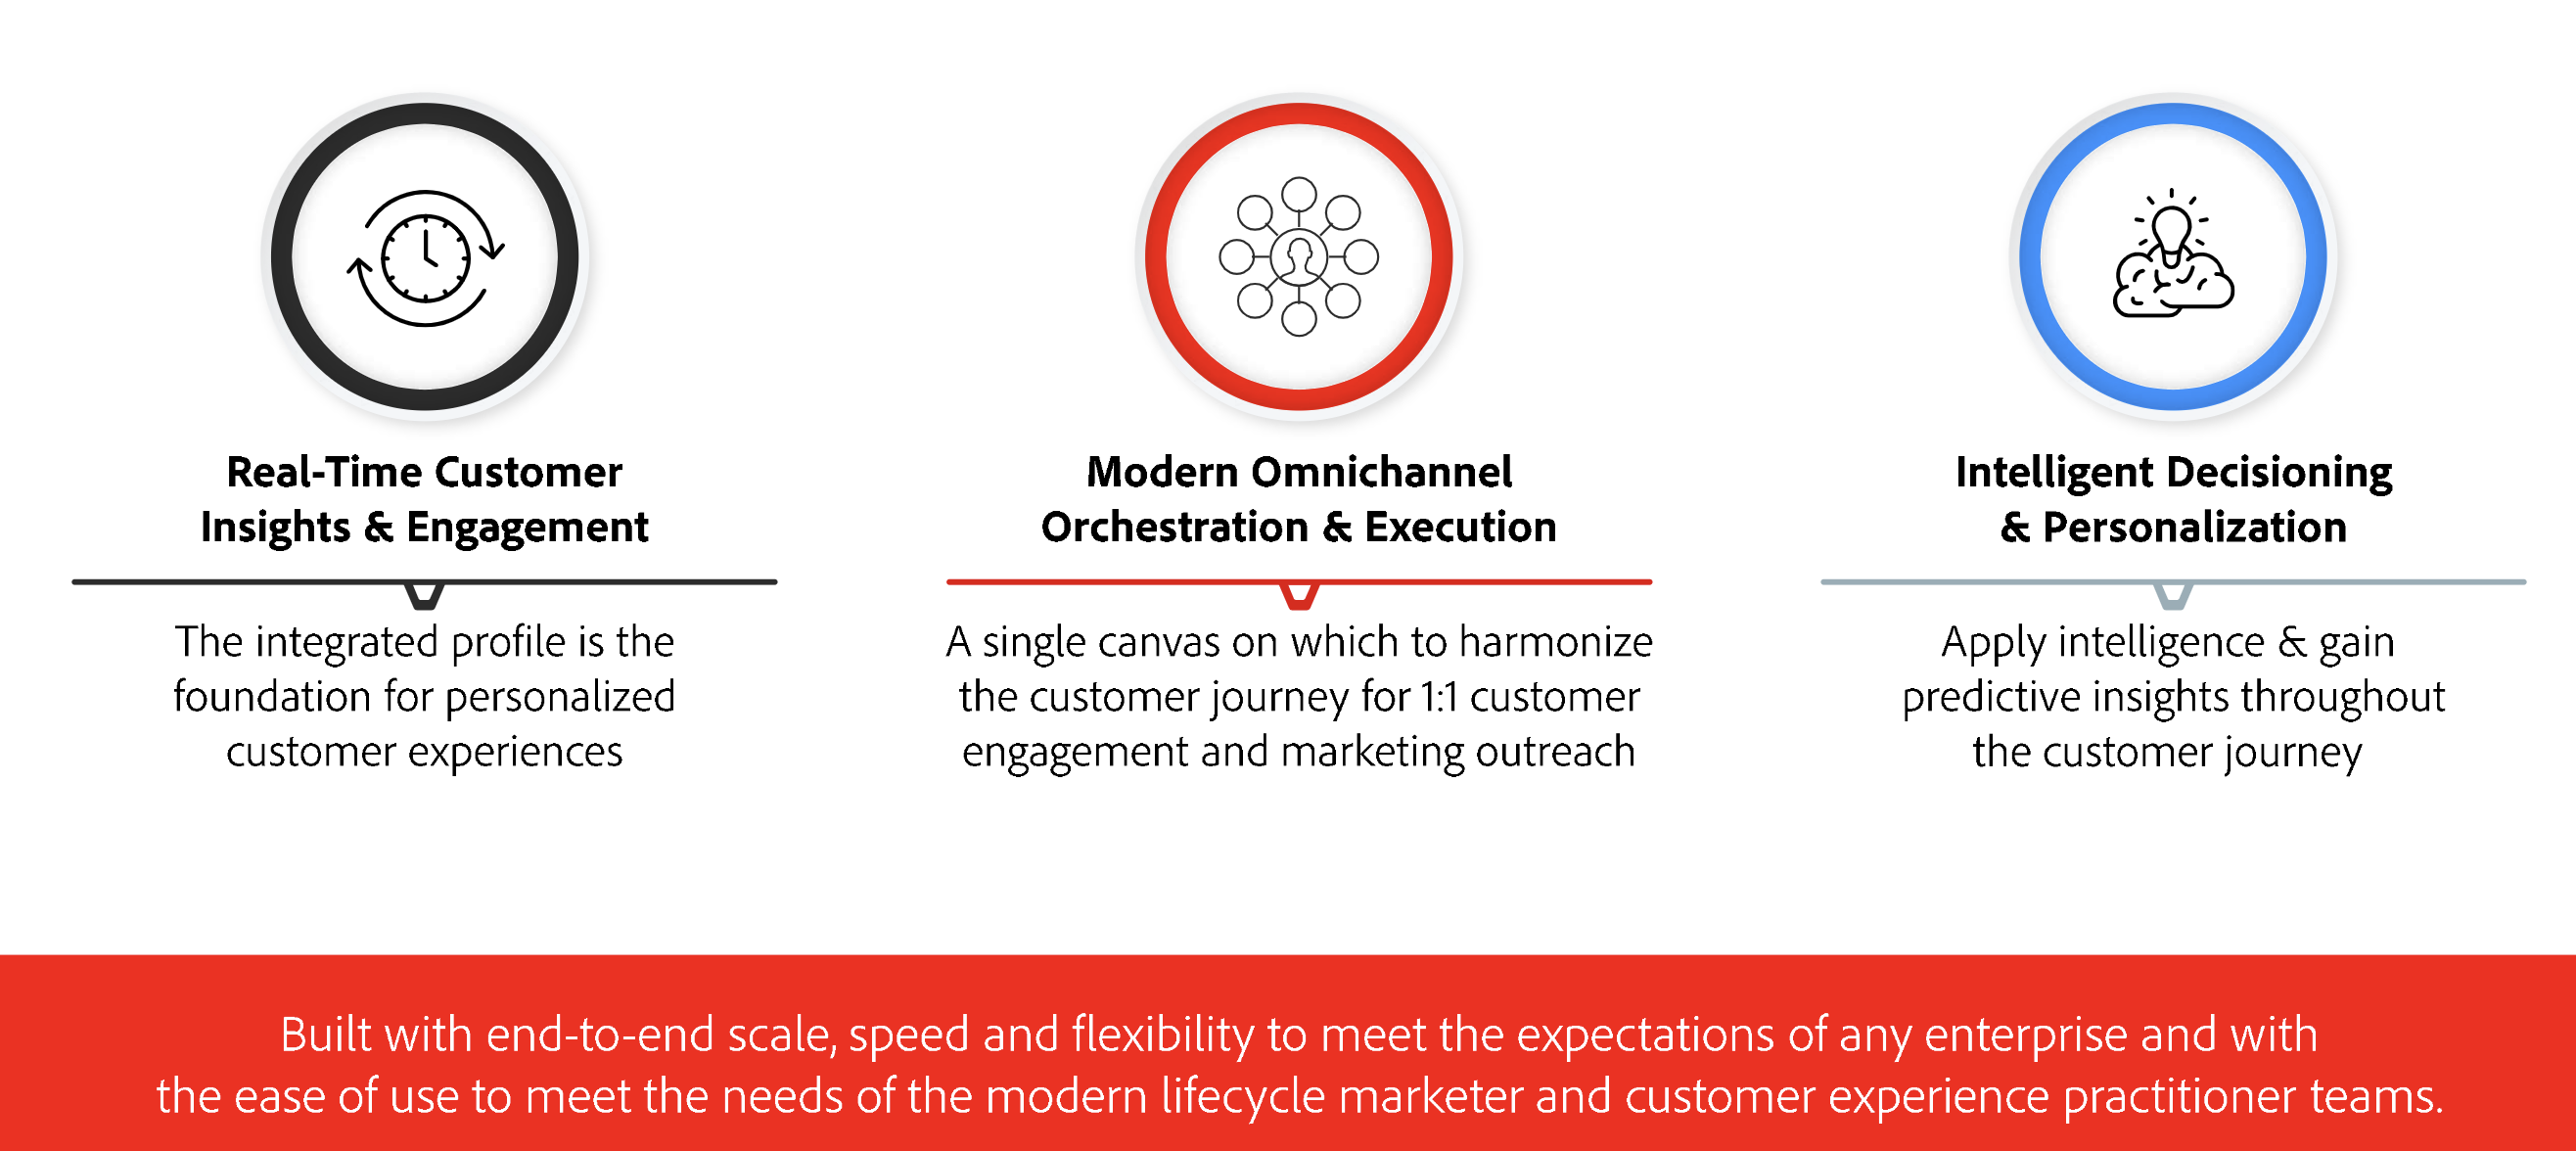 Real-Time Customer
Insights & Engagement
The integrated profile is the
foundation for personalized
customer experiences
Modern Omnichannel
Orchestration & Execution
A single canvas on which to harmonize
the customer journey for 1:1 customer
engagement and marketing outreach
Intelligent Decisioning
& Personalization
Apply intelligence & gain
predictive insights throughout
the customer journey
Built with end-to-end scale, speed and flexibility to meet the expectations of any enterprise and with
the ease of use to meet the needs of the modern lifecycle marketer and customer experience practitioner teams.